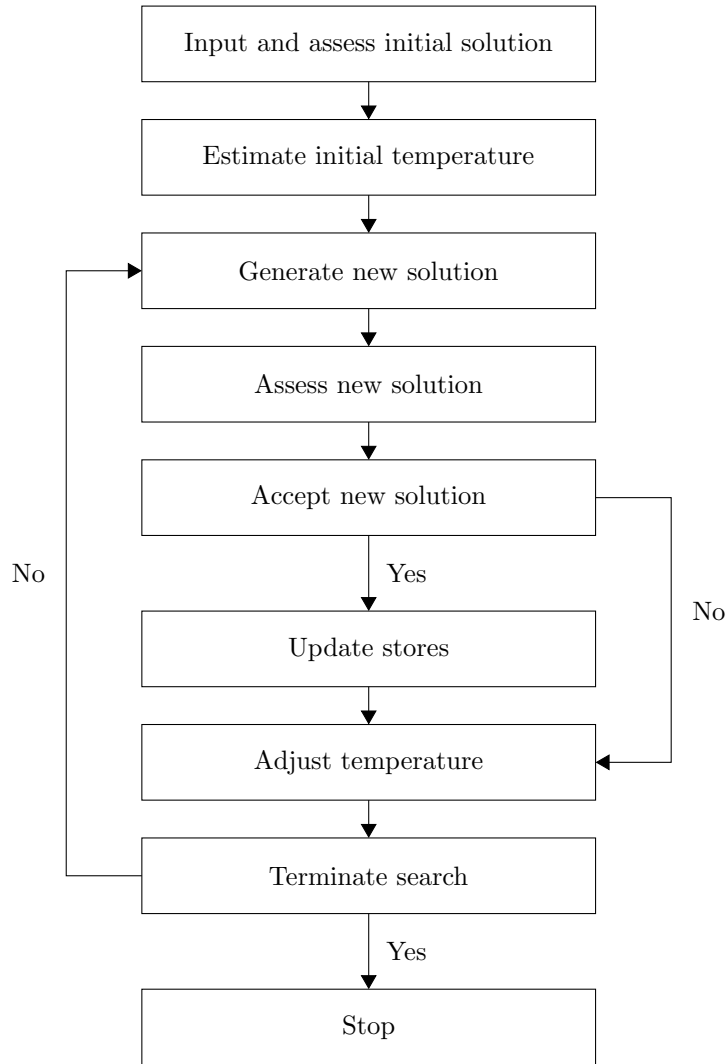 Input and assess initial solution
Estimate initial temperature
Generate new solution
Assess new solution
Accept new solution
No
Yes
No
Update stores
Adjust temperature
Terminate search
Yes
Stop